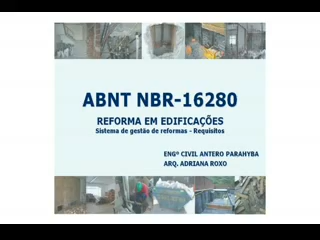 ABNT NBR-16280
REFORMA EM EDIFICAÇÕES
Sistema de gestão de reformas - Requisitos
ENGº CIVIL ANTERO PARAHYBA
ARQ. ADRIANA ROXO